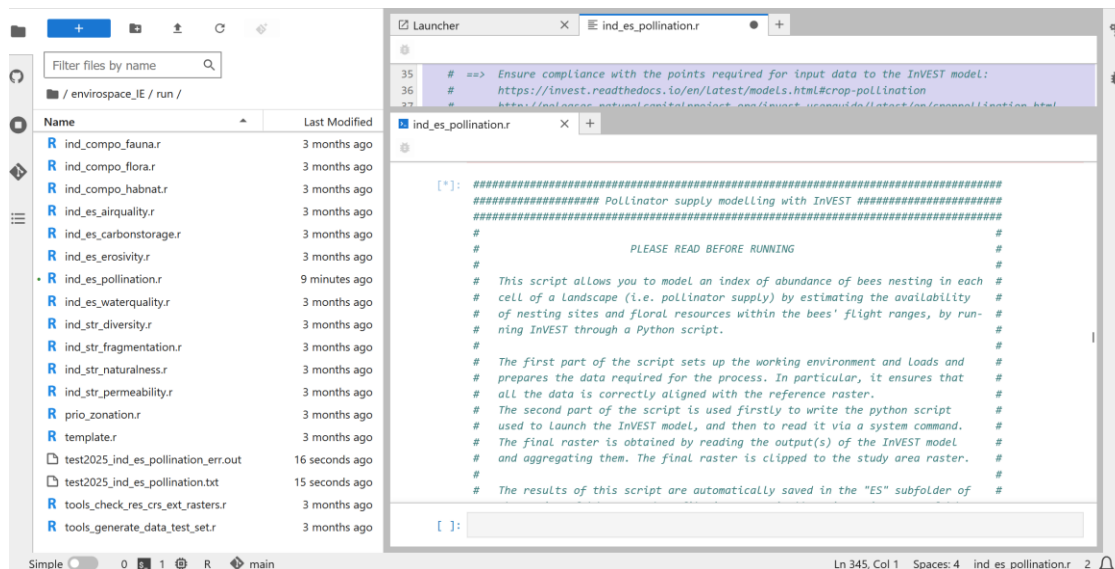 Filter files by name
/ envirospace_IE / run /
Name Last Modified
ind_compo_fauna.r 3 months ago
ind_compo_flora.r 3 months ago
ind_compo_habnat.r 3 months ago
ind_es_airquality.r 3 months ago
ind_es_carbonstorage.r 3 months ago
ind_es_erosivity.r 3 months ago
ind_es_pollination.r 9 minutes ago
ind_es_waterquality.r 3 months ago
ind_str_diversity.r 3 months ago
ind_str_fragmentation.r 3 months ago
ind_str_naturalness.r 3 months ago
ind_str_permeability.r 3 months ago
prio_zonation.r 3 months ago
template.r 3 months ago
test2025_ind_es_pollination_err.out 16 seconds ago
test2025_ind_es_pollination.txt 15 seconds ago
tools_check_res_crs_ext_rasters.r 3 months ago
tools_generate_data_test_set.r 3 months ago
Launcher ind_es_pollination.r
35 # ==> Ensure compliance with the points required for input data to the InVEST model:
36 # https://invest.readthedocs.io/en/latest/models.html#crop-pollination
37 # http://releases.naturalcapitalproject.org/invest-userguide/latest/en/croppollination.html
ind_es_pollination.r
[*]: ####################################################################################
#################### Pollinator supply modelling with InVEST #######################
####################################################################################
# #
# PLEASE READ BEFORE RUNNING #
# #
# This script allows you to model an index of abundance of bees nesting in each #
# cell of a landscape (i.e. pollinator supply) by estimating the availability #
# of nesting sites and floral resources within the bees' flight ranges, by run- #
# ning InVEST through a Python script. #
# #
# The first part of the script sets up the working environment and loads and #
# prepares the data required for the process. In particular, it ensures that #
# all the data is correctly aligned with the reference raster. #
# The second part of the script is used firstly to write the python script #
# used to launch the InVEST model, and then to read it via a system command. #
# The final raster is obtained by reading the output(s) of the InVEST model #
# and aggregating them. The final raster is clipped to the study area raster. #
# #
# The results of this script are automatically saved in the "ES" subfolder of #
[ ]:
Simple 0 1 R main Ln 345, Col 1 Spaces: 4 ind_es_pollination.r 2